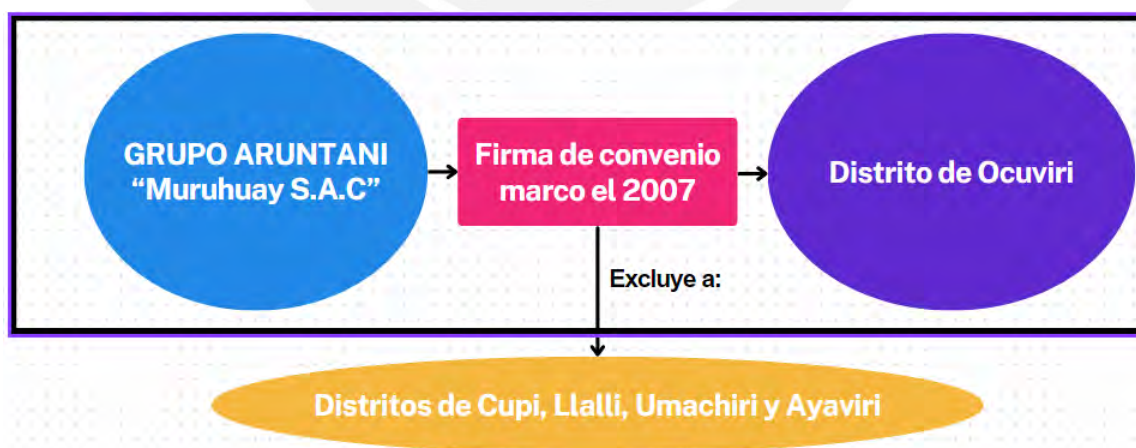 GRUPO ARUNTANI
“Muruhuay S.A.C”
Firma de convenio
marco el 2007
Distrito de Ocuviri
Excluye a:
Distritos de Cupi, Llalli, Umachiri y Ayaviri